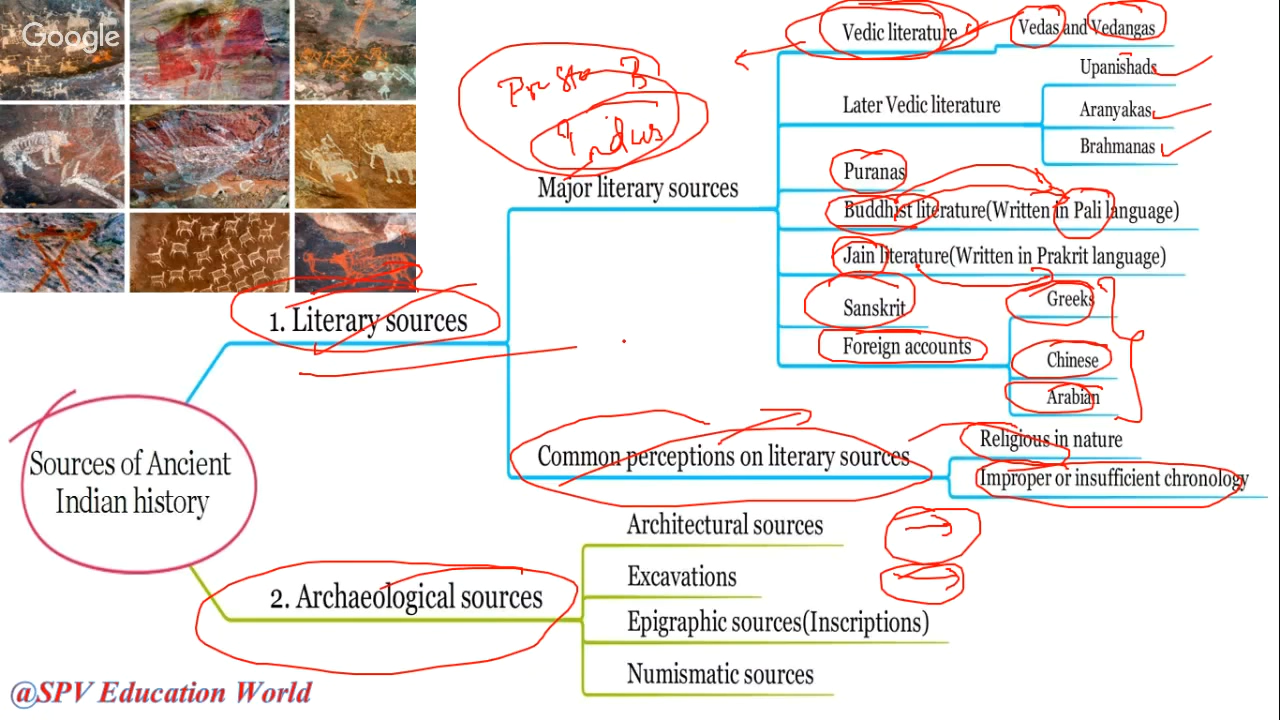 Google
Vedic literature
Vedas and Vedangas
Upanishads
Later Vedic literature
Aranyakas
Brahmanas
Indus
Major literary sources
Puranas
Buddhist literature(Written in Pali language)
Jain literature(Written in Prakrit language)
Sanskrit
Greeks
Foreign accounts
Chinese
Arabian
1. Literary sources
Common perceptions on literary sources
Religious in nature
Improper or insufficient chronology
Sources of Ancient
Indian history
2. Archaeological sources
Architectural sources
Excavations
Epigraphic sources(Inscriptions)
Numismatic sources
@SPV Education World